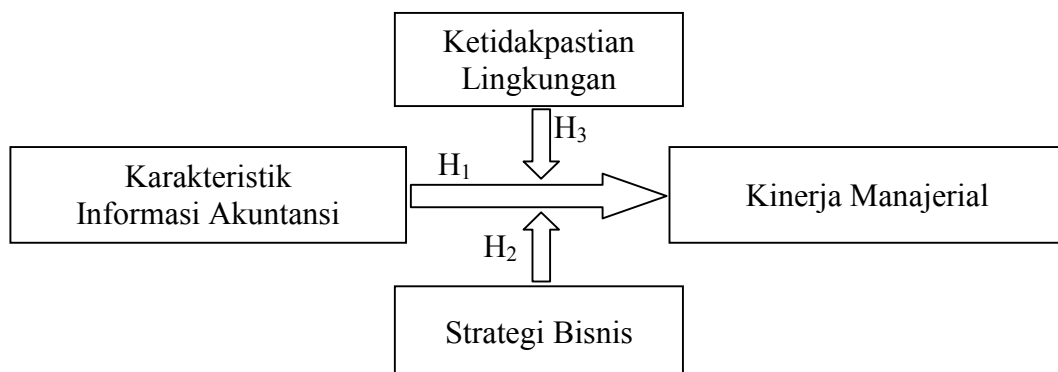 Ketidakpastian
Lingkungan
H₃
H₁
Karakteristik
Informasi Akuntansi
Kinerja Manajerial
H₂
Strategi Bisnis